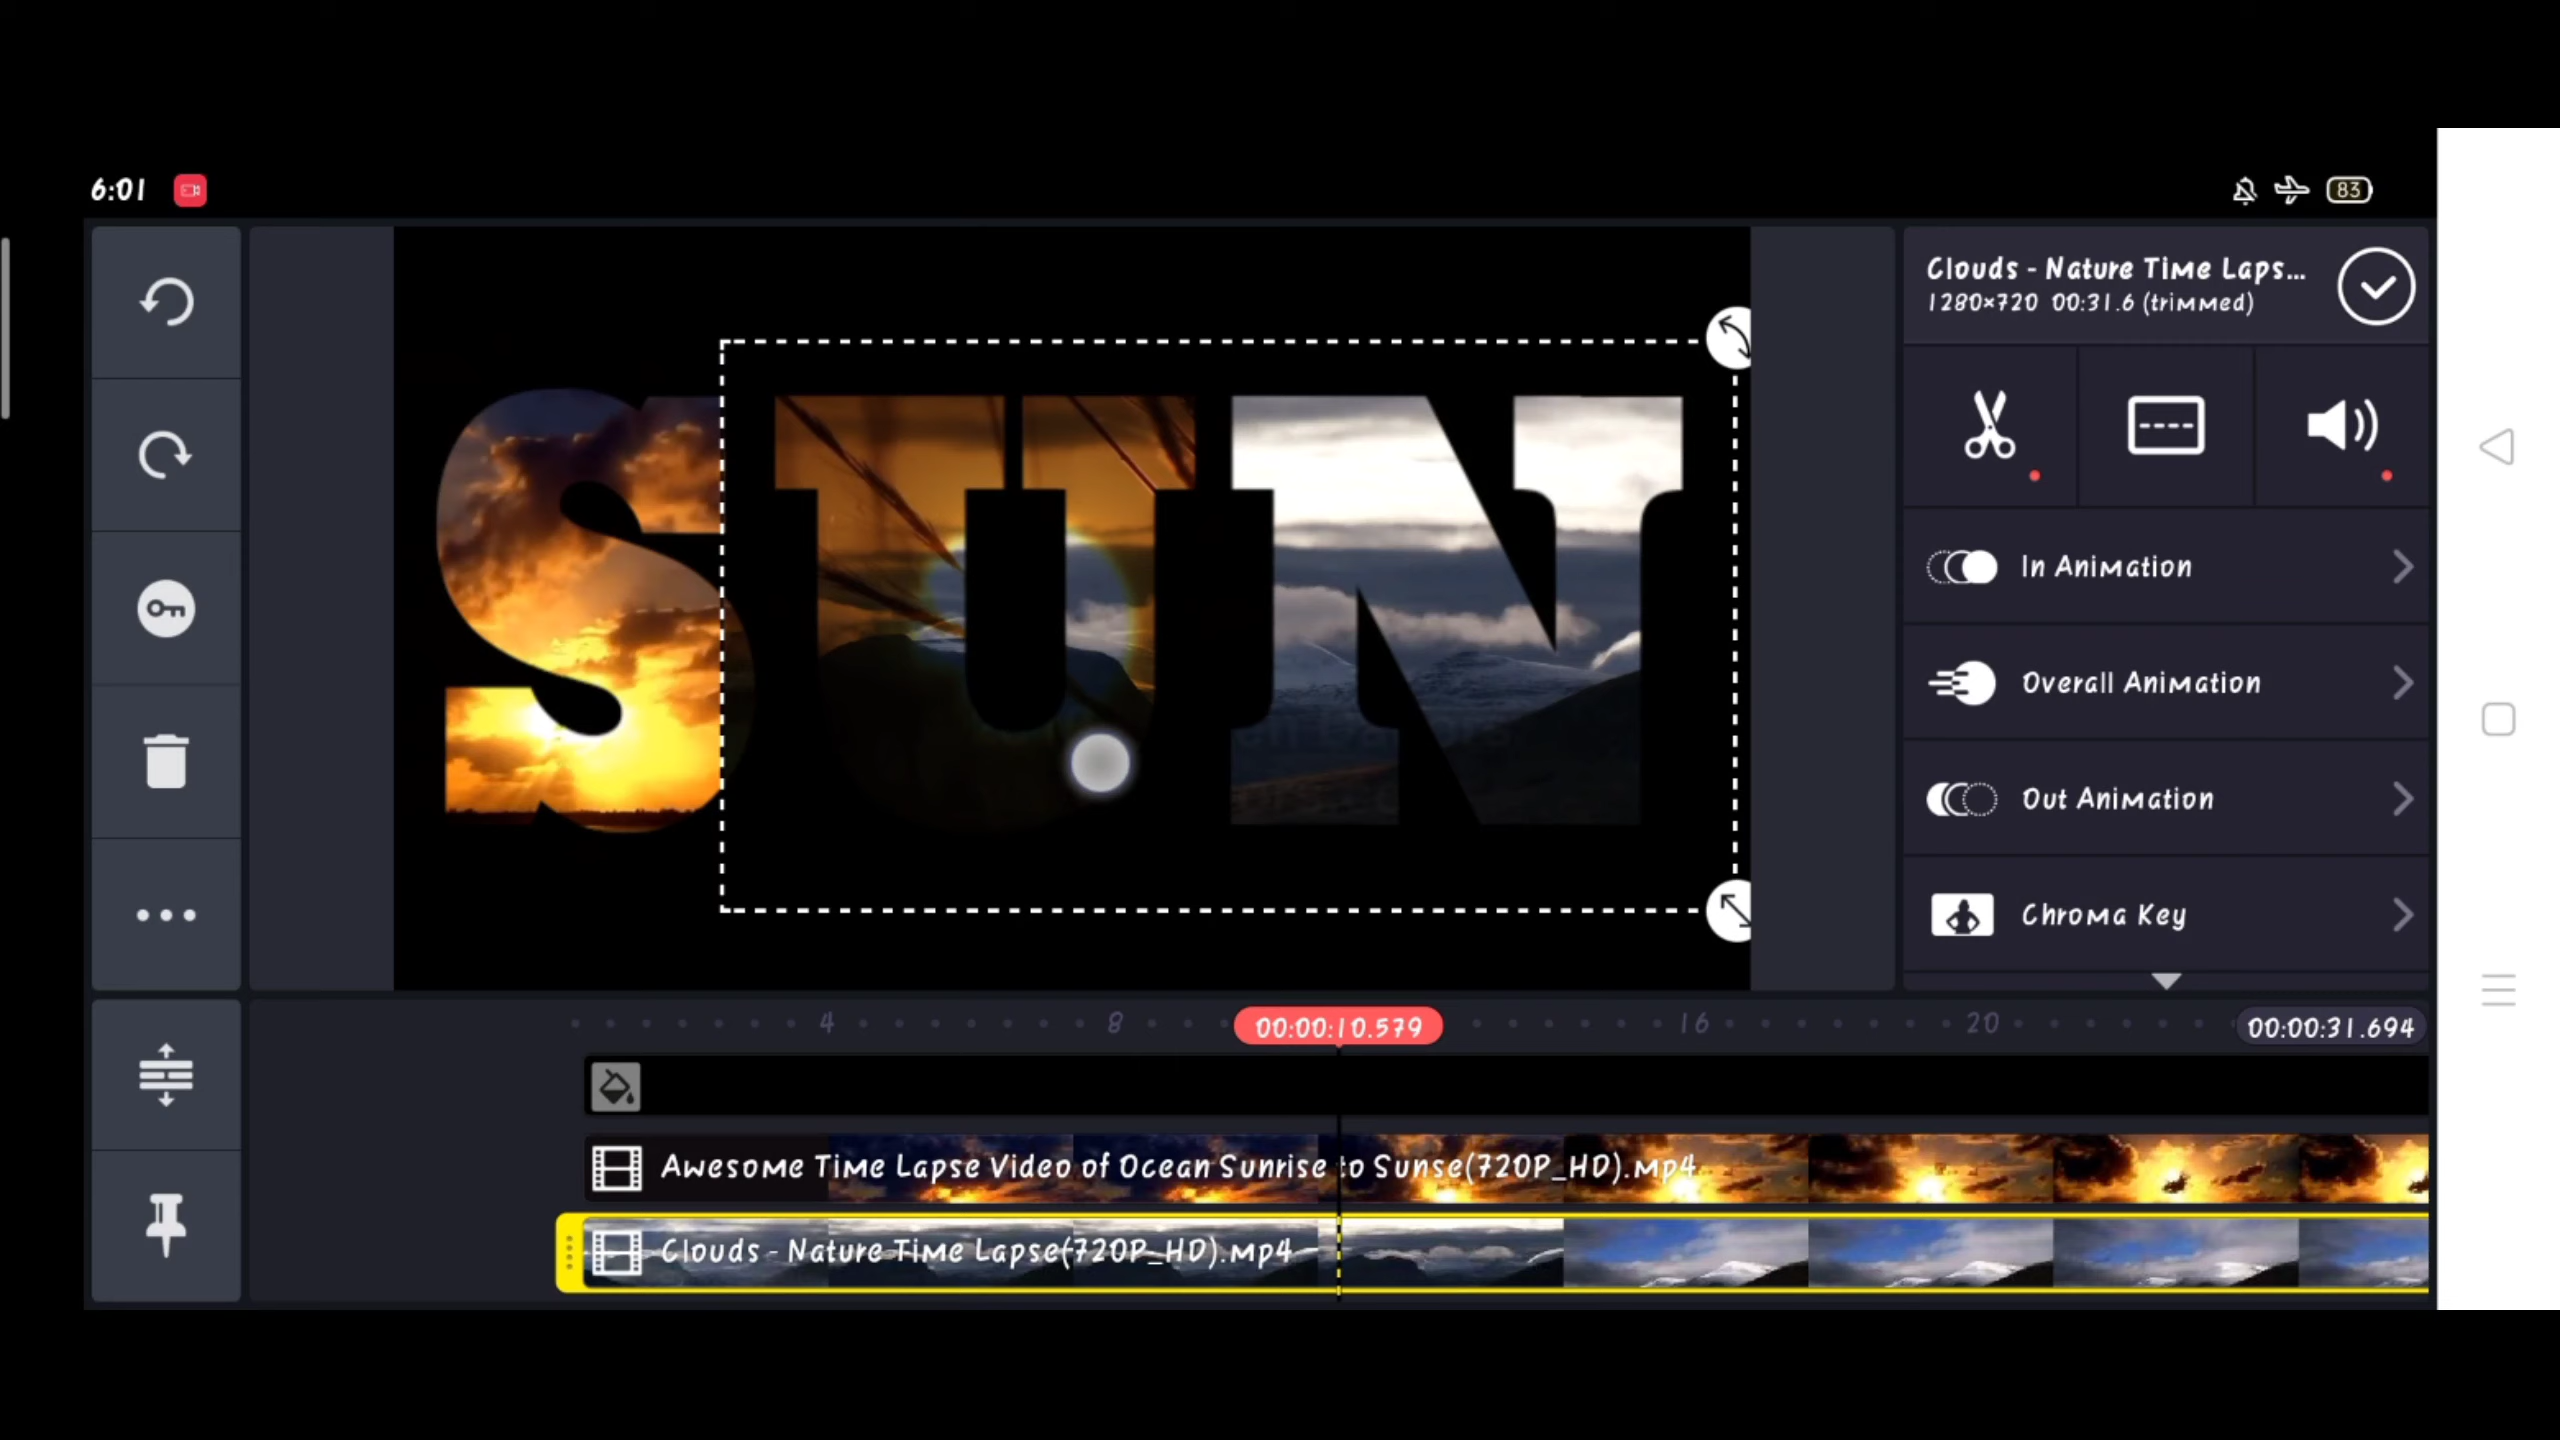 6:01
83
SUN
Clouds - Nature Time Laps...
1280×720 00:31.6 (trimmed)
In Animation
Overall Animation
Out Animation
Chroma Key
4
8
00:00:10.579
16
20
00:00:31.694
Awesome Time Lapse Video of Ocean Sunrise to Sunse(720P_HD).mp4
Clouds - Nature Time Lapse(720P_HD).mp4